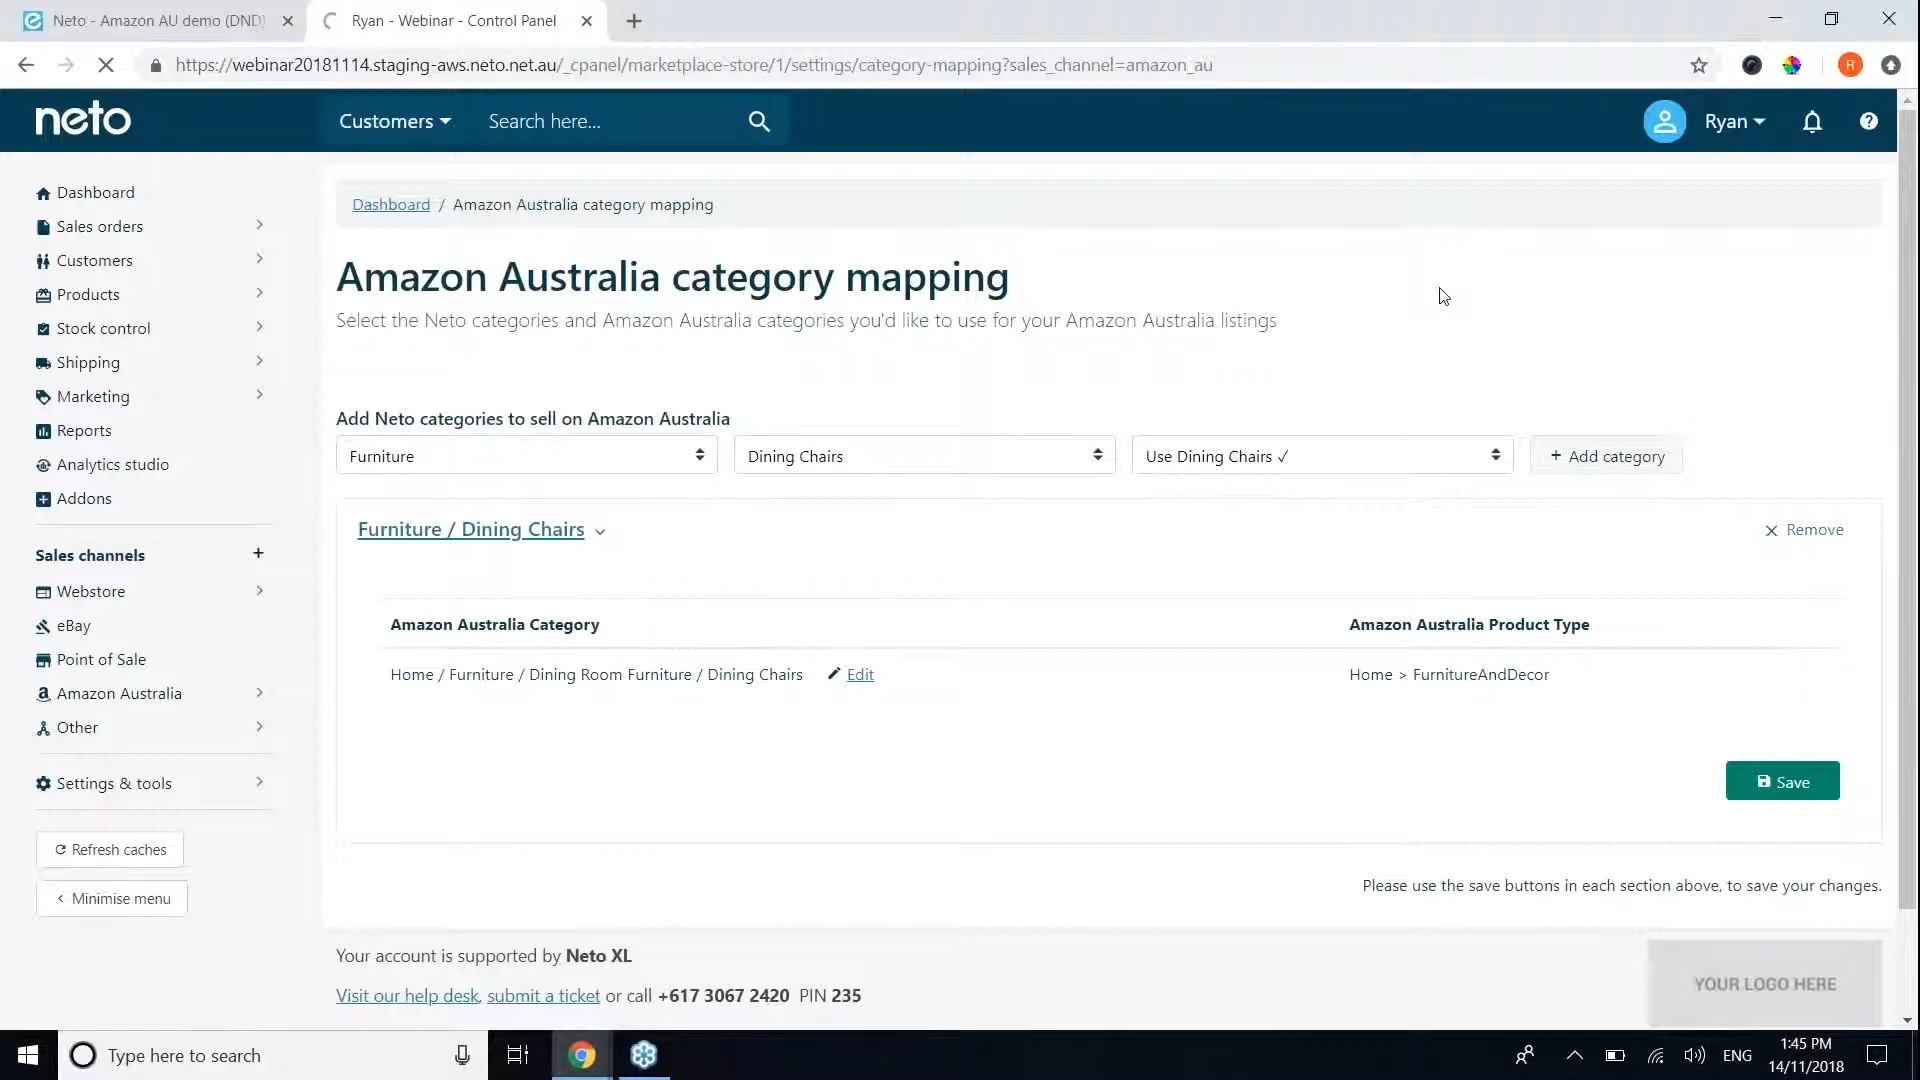 Neto - Amazon AU demo (DND)
Ryan - Webinar - Control Panel
https://webinar20181114.staging-aws.neto.net.au/_cpanel/marketplace-store/1/settings/category-mapping?sales_channel=amazon_au
R
neto
Customers
Search here...
Ryan
Dashboard
Sales orders
Customers
Products
Stock control
Shipping
Marketing
Reports
Analytics studio
Addons
Sales channels +
Webstore
eBay
Point of Sale
Amazon Australia
Other
Settings & tools
Refresh caches
Minimise menu
Dashboard / Amazon Australia category mapping
Amazon Australia category mapping
Select the Neto categories and Amazon Australia categories you'd like to use for your Amazon Australia listings
Add Neto categories to sell on Amazon Australia
Furniture
Dining Chairs
Use Dining Chairs ✓
+ Add category
Furniture / Dining Chairs
Remove
Amazon Australia Category
Amazon Australia Product Type
Home / Furniture / Dining Room Furniture / Dining Chairs
Edit
Home > FurnitureAndDecor
Save
Please use the save buttons in each section above, to save your changes.
Your account is supported by Neto XL
Visit our help desk, submit a ticket or call +617 3067 2420 PIN 235
YOUR LOGO HERE
Type here to search
ENG
1:45 PM
14/11/2018